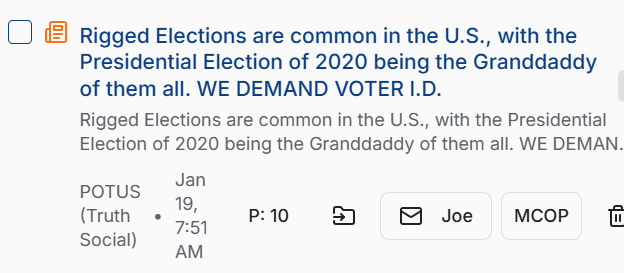 Rigged Elections are common in the U.S., with the
Presidential Election of 2020 being the Granddaddy
of them all. WE DEMAND VOTER I.D.
Rigged Elections are common in the U.S., with the Presidential
Election of 2020 being the Granddaddy of them all. WE DEMAN.
POTUS
(Truth
Social)
•
Jan
19,
7:51
AM
P: 10
Joe
MCOP